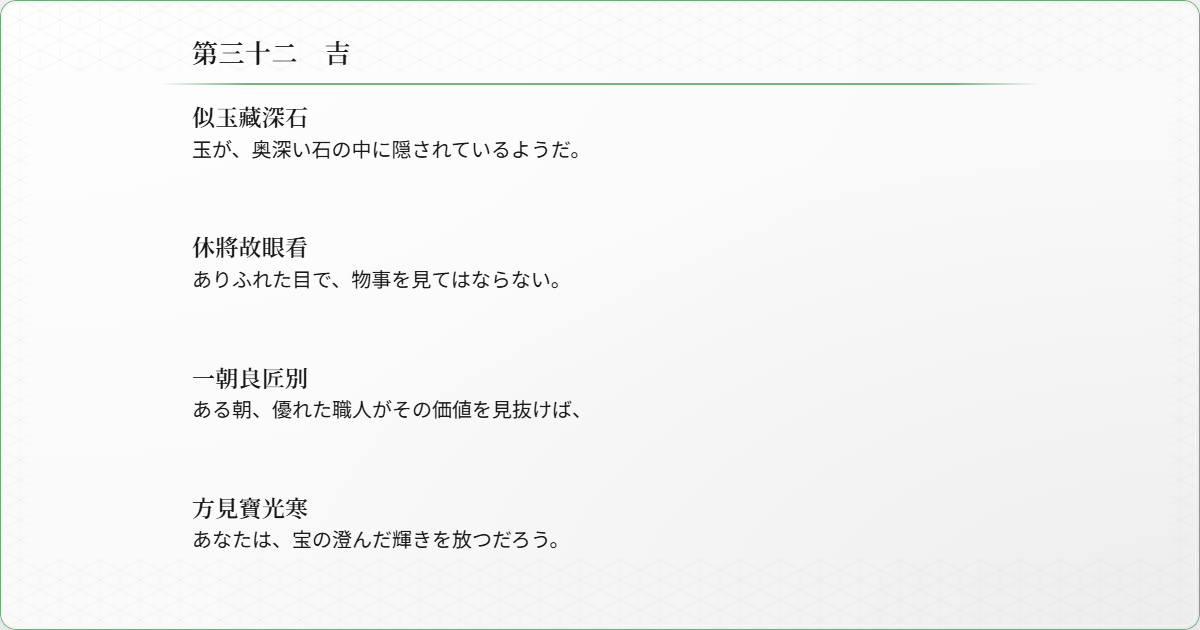 第三十二　吉
似玉藏深石
玉が、奥深い石の中に隠されているようだ。
休將故眼看
ありふれた目で、物事を見てはならない。
一朝良匠別
ある朝、優れた職人がその価値を見抜けば、
方見寶光寒
あなたは、宝の澄んだ輝きを放つだろう。